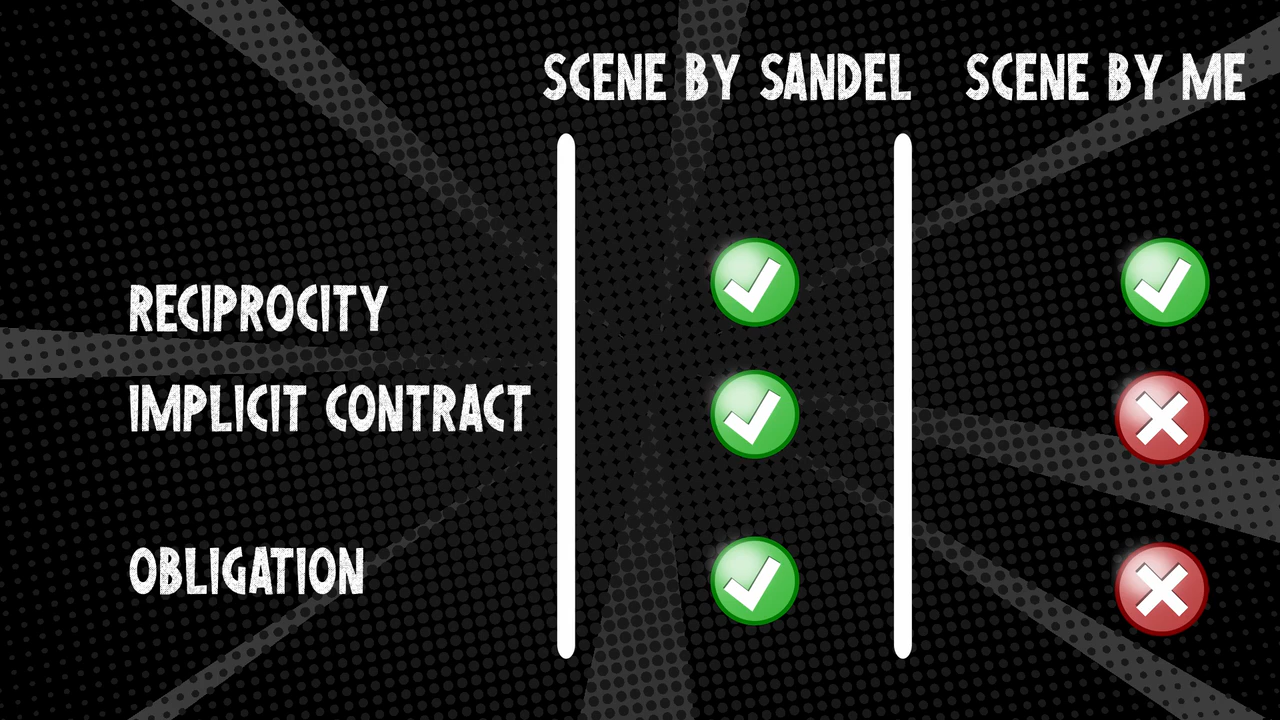 SCENE BY SANDEL SCENE BY ME
RECIPROCITY
IMPLICIT CONTRACT
OBLIGATION